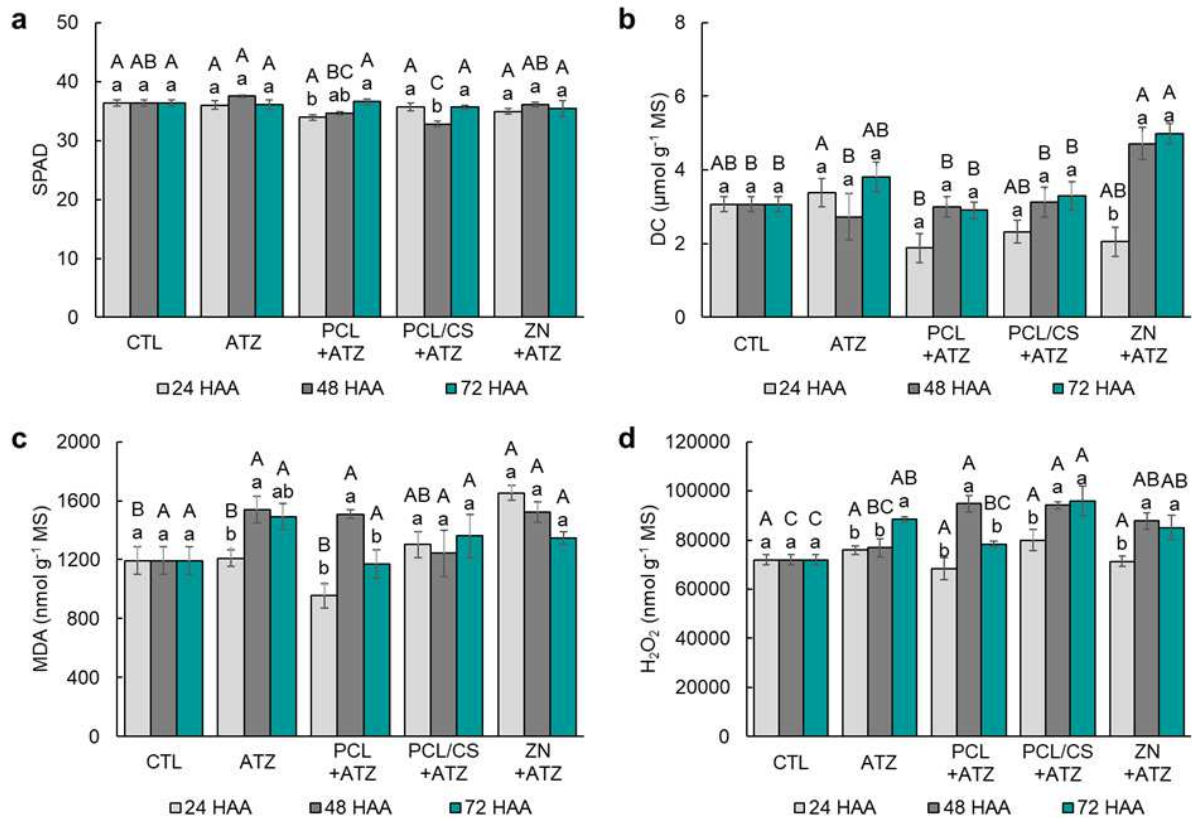 a
50
40
30
20
10
0
SPAD
A AB A
a a a
A A A
a a a
A BC A
b ab a
A C A
a b a
A AB A
a a a
CTL ATZ PCL +ATZ PCL/CS +ATZ ZN +ATZ
24 HAA 48 HAA 72 HAA
b
8
6
4
2
0
DC (µmol g⁻¹ MS)
AB B B
a a a
A B AB
a a a
B B B
a a a
AB B B
a a a
AB A A
b a a
CTL ATZ PCL +ATZ PCL/CS +ATZ ZN +ATZ
24 HAA 48 HAA 72 HAA
c
2000
1600
1200
800
400
0
MDA (nmol g⁻¹ MS)
B A A
a a a
B A A
b a ab
B A A
b a b
AB A A
a a a
A A A
a a a
CTL ATZ PCL +ATZ PCL/CS +ATZ ZN +ATZ
24 HAA 48 HAA 72 HAA
d
120000
100000
80000
60000
40000
20000
0
H₂O₂ (nmol g⁻¹ MS)
A C C
a a a
A BC AB
b b a
A A BC
b a b
A A A
b a a
A AB AB
b a a
CTL ATZ PCL +ATZ PCL/CS +ATZ ZN +ATZ
24 HAA 48 HAA 72 HAA